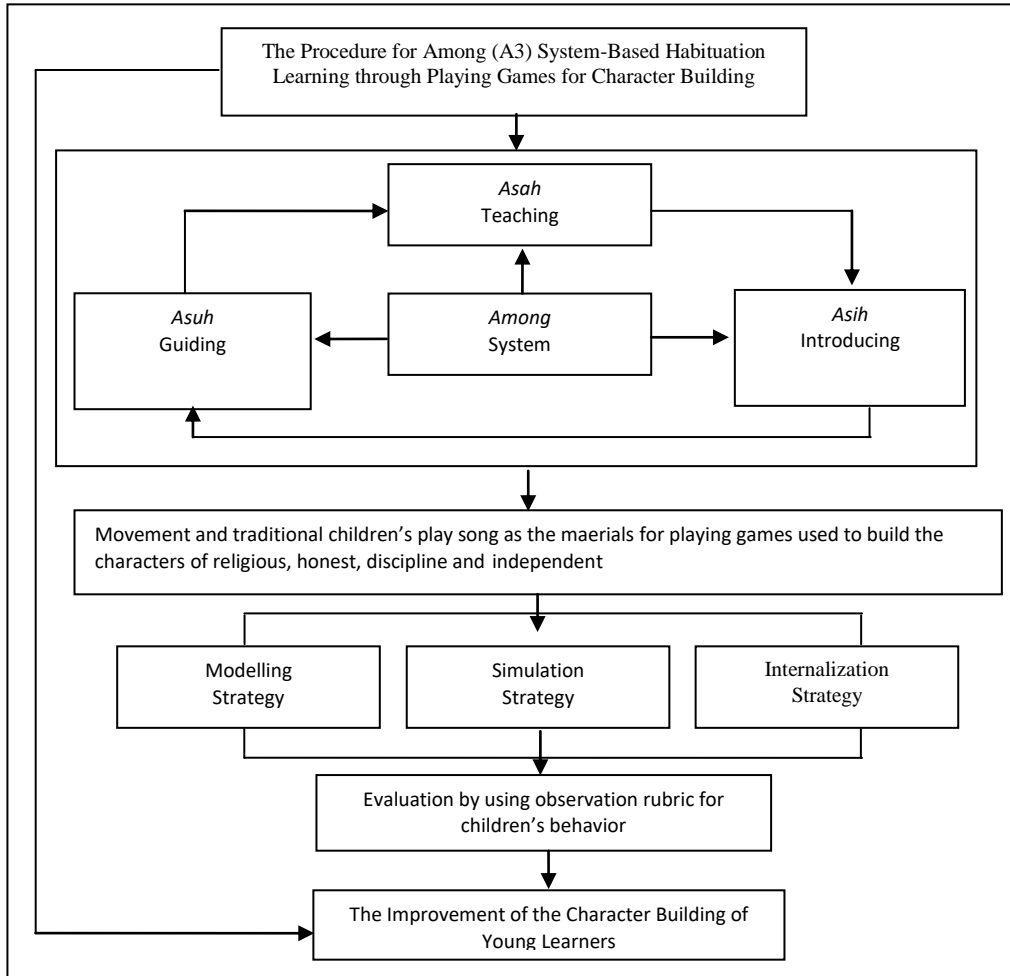 The Procedure for Among (A3) System-Based Habituation
Learning through Playing Games for Character Building
Asah
Teaching
Asuh
Guiding
Among
System
Asih
Introducing
Movement and traditional children’s play song as the maerials for playing games used to build the
characters of religious, honest, discipline and independent
Modelling
Strategy
Simulation
Strategy
Internalization
Strategy
Evaluation by using observation rubric for
children’s behavior
The Improvement of the Character Building of
Young Learners